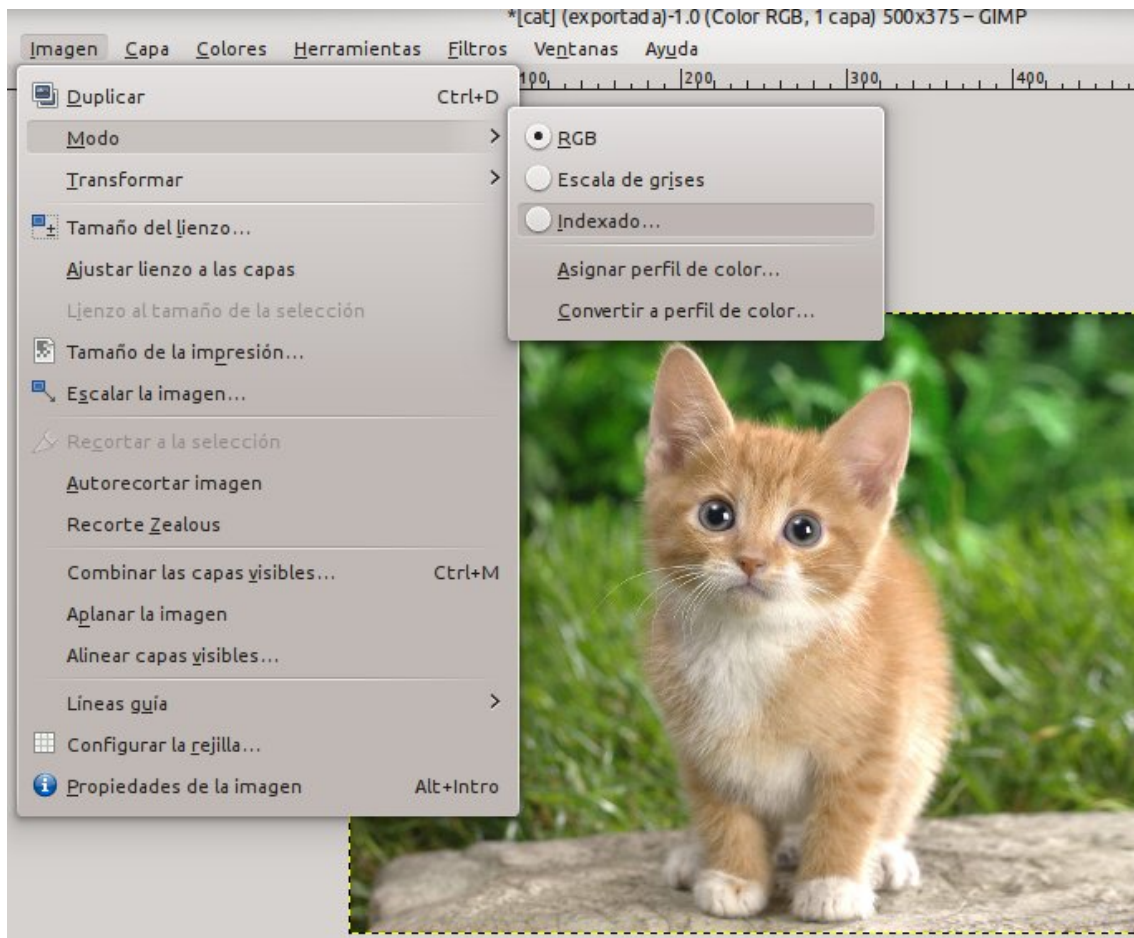 *[cat] (exportada)-1.0 (Color RGB, 1 capa) 500x375 – GIMP
Imagen Capa Colores Herramientas Filtros Ventanas Ayuda
100 200 300 400
Duplicar Ctrl+D
Modo
RGB
Transformar
Escala de grises
Tamaño del lienzo...
Indexado...
Ajustar lienzo a las capas
Asignar perfil de color...
Lienzo al tamaño de la selección
Convertir a perfil de color...
Tamaño de la impresión...
Escalar la imagen...
Recortar a la selección
Autorecortar imagen
Recorte Zealous
Combinar las capas visibles... Ctrl+M
Aplanar la imagen
Alinear capas visibles...
Líneas guía
Configurar la rejilla...
Propiedades de la imagen Alt+Intro